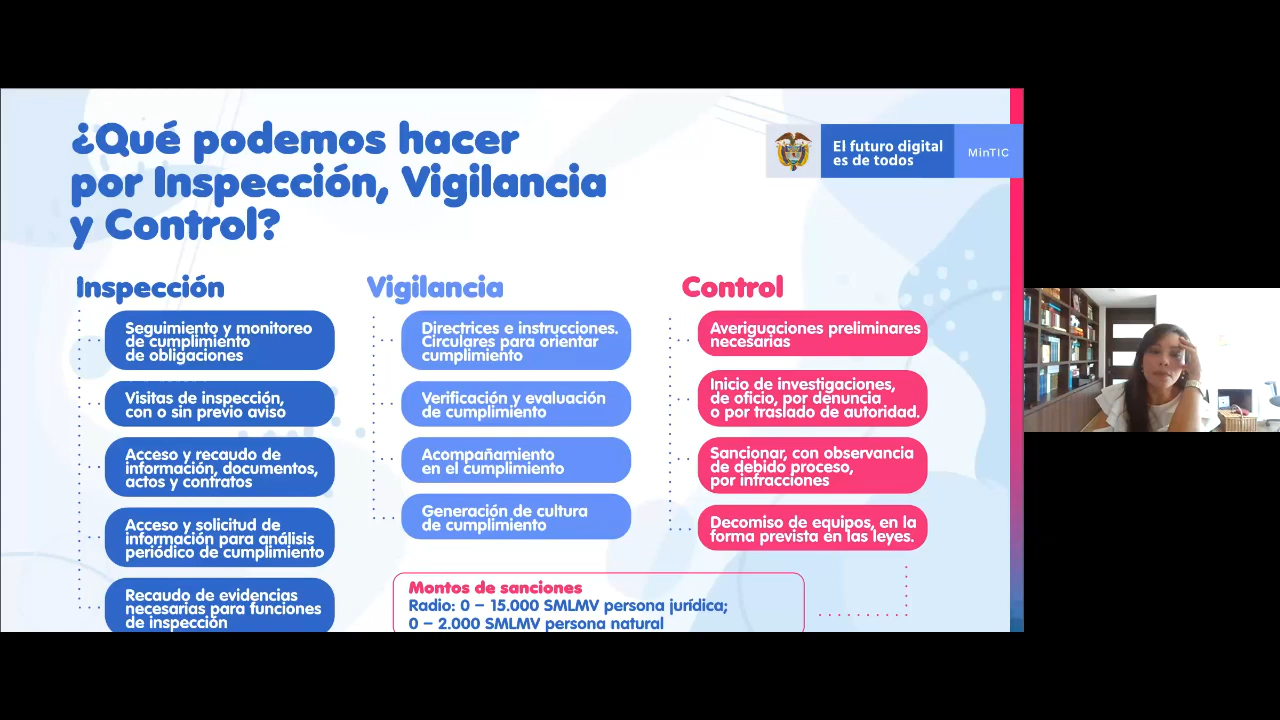 ¿Qué podemos hacer
por Inspección, Vigilancia
y Control?
El futuro digital
es de todos
MinTIC
Inspección
Seguimiento y monitoreo
de cumplimiento
de obligaciones
Visitas de inspección,
con o sin previo aviso
Acceso y recaudo de
información, documentos,
actos y contratos
Acceso y solicitud de
información para análisis
periódico de cumplimiento
Recaudo de evidencias
necesarias para funciones
de inspección
Vigilancia
Directrices e instrucciones.
Circulares para orientar
cumplimiento
Verificación y evaluación
de cumplimiento
Acompañamiento
en el cumplimiento
Generación de cultura
de cumplimiento
Control
Averiguaciones preliminares
necesarias
Inicio de investigaciones,
de oficio, por denuncia
o por traslado de autoridad.
Sancionar, con observancia
de debido proceso,
por infracciones
Decomiso de equipos, en la
forma prevista en las leyes.
Montos de sanciones
Radio: 0 – 15.000 SMLMV persona jurídica;
0 – 2.000 SMLMV persona natural